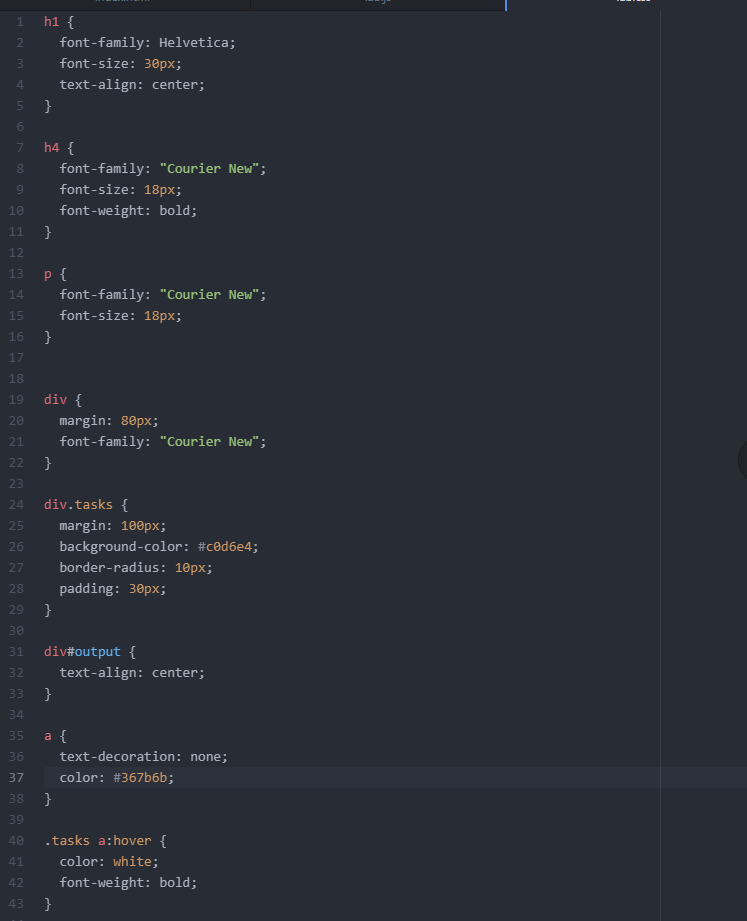 1 h1 {
2   font-family: Helvetica;
3   font-size: 30px;
4   text-align: center;
5 }
6
7 h4 {
8   font-family: "Courier New";
9   font-size: 18px;
10   font-weight: bold;
11 }
12
13 p {
14   font-family: "Courier New";
15   font-size: 18px;
16 }
17
18
19 div {
20   margin: 80px;
21   font-family: "Courier New";
22 }
23
24 div.tasks {
25   margin: 100px;
26   background-color: #c0d6e4;
27   border-radius: 10px;
28   padding: 30px;
29 }
30
31 div#output {
32   text-align: center;
33 }
34
35 a {
36   text-decoration: none;
37   color: #367b6b;
38 }
39
40 .tasks a:hover {
41   color: white;
42   font-weight: bold;
43 }